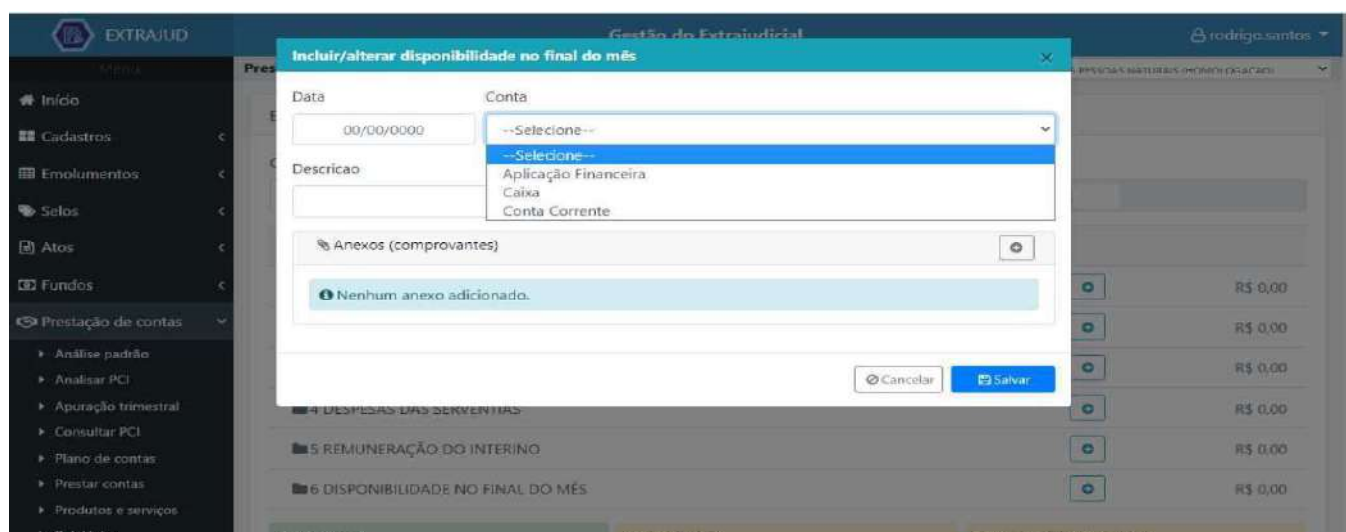 EXTRAJUD
Gestão do Extrajudicial
rodrigo.santos
Menu
Pres
Incluir/alterar disponibilidade no final do mês
×
Início
Cadastros
Emolumentos
Selos
Atos
Fundos
Prestação de contas
Análise padrão
Analisar PCI
Apuração trimestral
Consultar PCI
Plano de contas
Prestar contas
Produtos e serviços
Data
Conta
00/00/0000
--Selecione--
--Selecione--
Aplicação Financeira
Caixa
Conta Corrente
Descricao
Anexos (comprovantes)
Nenhum anexo adicionado.
Cancelar
Salvar
R$ 0,00
R$ 0,00
R$ 0,00
4 DESPESAS DAS SERVENTIAS
R$ 0,00
5 REMUNERAÇÃO DO INTERINO
R$ 0,00
6 DISPONIBILIDADE NO FINAL DO MÊS
R$ 0,00